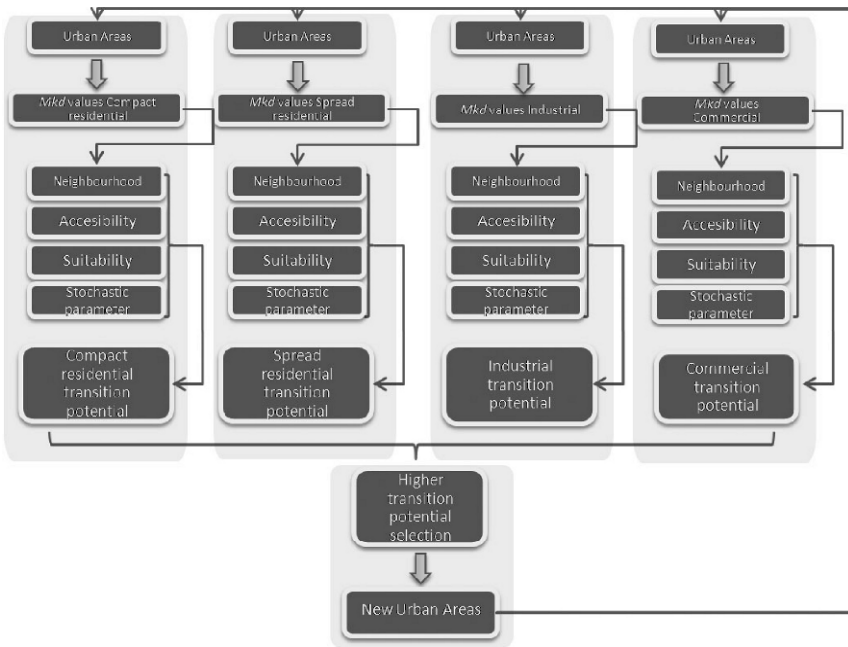 Urban Areas
Mkd values Compact
residential
Neighbourhood
Accesibility
Suitability
Stochastic
parameter
Compact
residential
transition
potential
Urban Areas
Mkd values Spread
residential
Neighbourhood
Accesibility
Suitability
Stochastic
parameter
Spread
residential
transition
potential
Urban Areas
Mkd values Industrial
Neighbourhood
Accesibility
Suitability
Stochastic
parameter
Industrial
transition
potential
Urban Areas
Mkd values
Commercial
Neighbourhood
Accesibility
Suitability
Stochastic
parameter
Commercial
transition
potential
Higher
transition
potential
selection
New Urban Areas